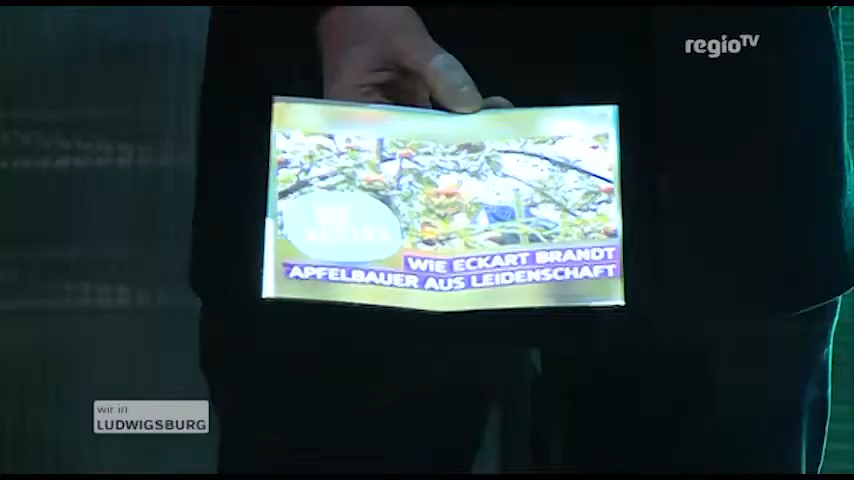 regioTV
WIE ECKART BRANDT
APFELBAUER AUS LEIDENSCHAFT
wir in
LUDWIGSBURG